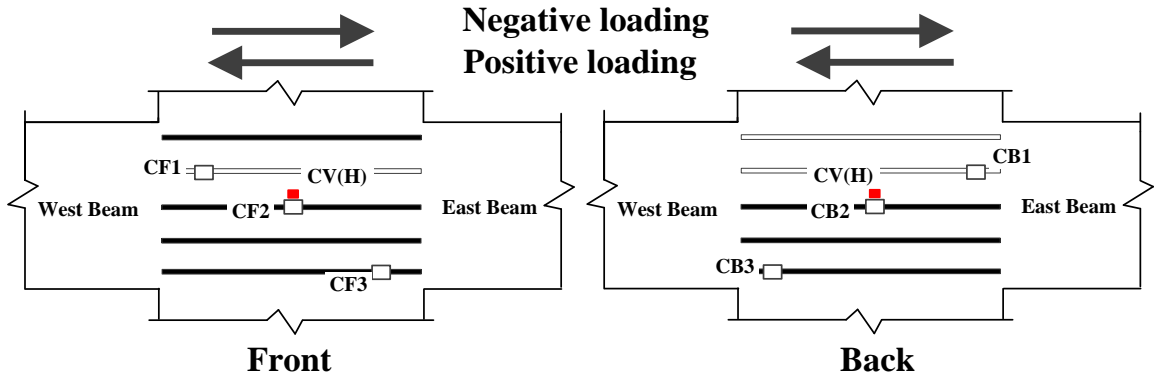 Negative loading
Positive loading
CF1
CV(H)
West Beam
CF2
East Beam
CF3
Front
CB1
CV(H)
West Beam
CB2
East Beam
CB3
Back